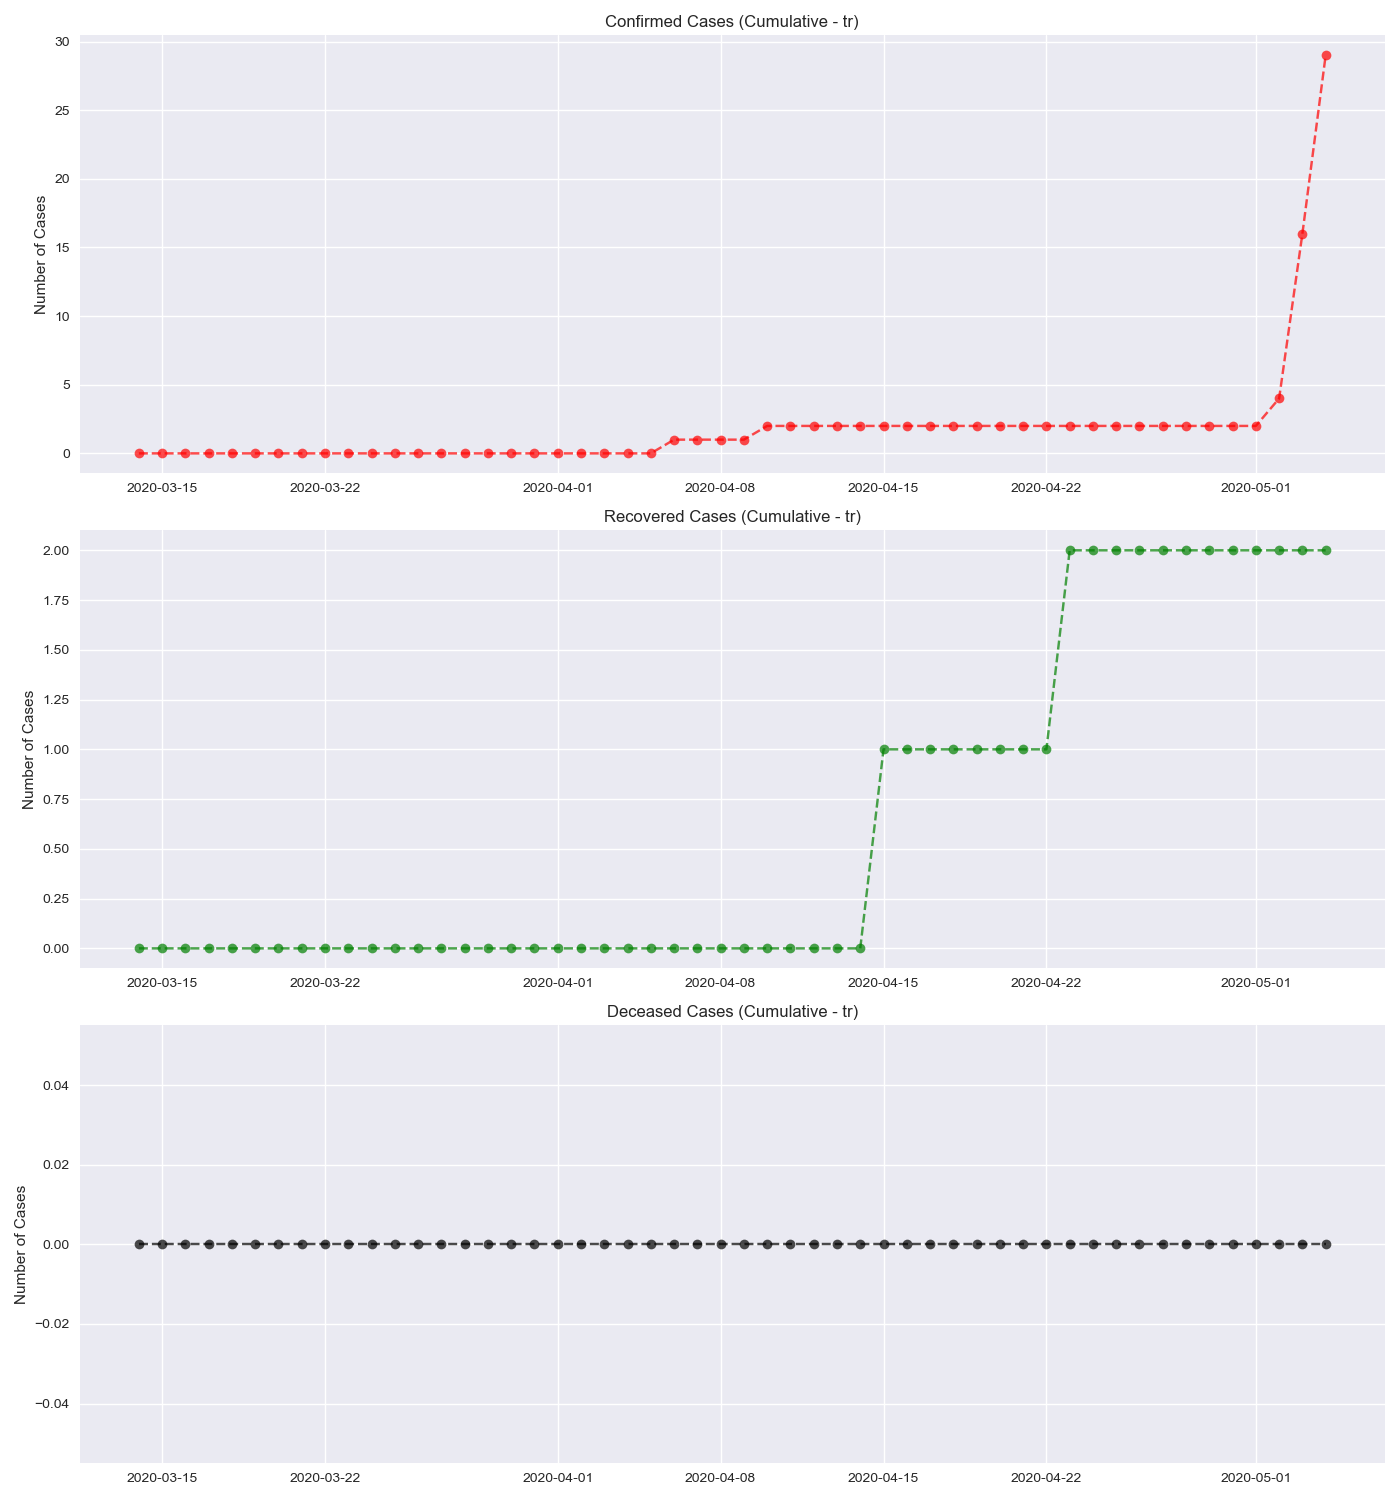 Confirmed Cases (Cumulative - tr)
30
25
20
15
10
5
0
Number of Cases
2020-03-15 2020-03-22 2020-04-01 2020-04-08 2020-04-15 2020-04-22 2020-05-01
Recovered Cases (Cumulative - tr)
2.00
1.75
1.50
1.25
1.00
0.75
0.50
0.25
0.00
Number of Cases
2020-03-15 2020-03-22 2020-04-01 2020-04-08 2020-04-15 2020-04-22 2020-05-01
Deceased Cases (Cumulative - tr)
0.04
0.02
0.00
−0.02
−0.04
Number of Cases
2020-03-15 2020-03-22 2020-04-01 2020-04-08 2020-04-15 2020-04-22 2020-05-01